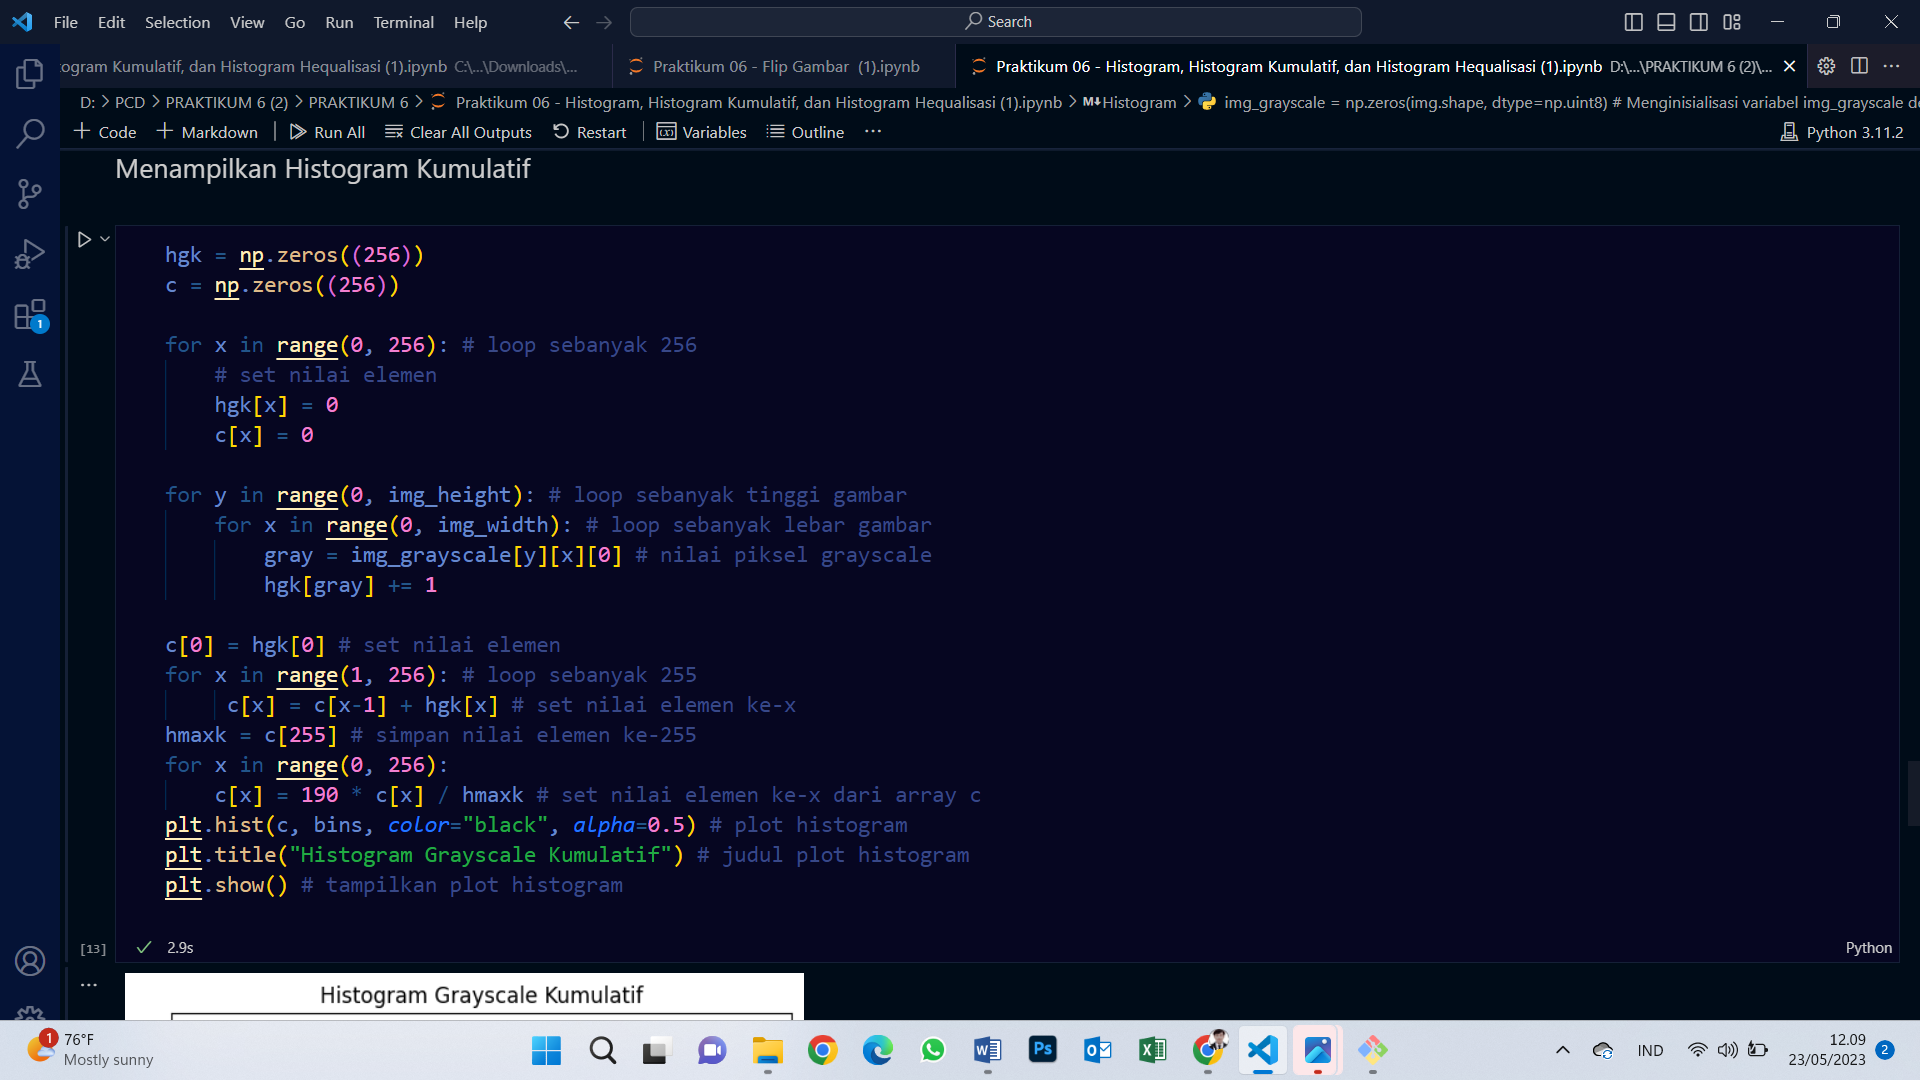 File Edit Selection View Go Run Terminal Help
Search
togram Kumulatif, dan Histogram Hequalisasi (1).ipynb C:\...\Downloads\...
Praktikum 06 - Flip Gambar (1).ipynb
Praktikum 06 - Histogram, Histogram Kumulatif, dan Histogram Hequalisasi (1).ipynb D:\...\PRAKTIKUM 6 (2)\...
D: > PCD > PRAKTIKUM 6 (2) > PRAKTIKUM 6 > Praktikum 06 - Histogram, Histogram Kumulatif, dan Histogram Hequalisasi (1).ipynb > M↓Histogram > img_grayscale = np.zeros(img.shape, dtype=np.uint8) # Menginisialisasi variabel img_grayscale de
+ Code + Markdown | Run All Clear All Outputs Restart | Variables Outline ...
Python 3.11.2
Menampilkan Histogram Kumulatif
hgk = np.zeros((256))
c = np.zeros((256))
for x in range(0, 256): # loop sebanyak 256
# set nilai elemen
hgk[x] = 0
c[x] = 0
for y in range(0, img_height): # loop sebanyak tinggi gambar
for x in range(0, img_width): # loop sebanyak lebar gambar
gray = img_grayscale[y][x][0] # nilai piksel grayscale
hgk[gray] += 1
c[0] = hgk[0] # set nilai elemen
for x in range(1, 256): # loop sebanyak 255
c[x] = c[x-1] + hgk[x] # set nilai elemen ke-x
hmaxk = c[255] # simpan nilai elemen ke-255
for x in range(0, 256):
c[x] = 190 * c[x] / hmaxk # set nilai elemen ke-x dari array c
plt.hist(c, bins, color="black", alpha=0.5) # plot histogram
plt.title("Histogram Grayscale Kumulatif") # judul plot histogram
plt.show() # tampilkan plot histogram
[13] 2.9s
Python
...
Histogram Grayscale Kumulatif
1
1
76°F
Mostly sunny
Ps
IND
12.09
23/05/2023
2